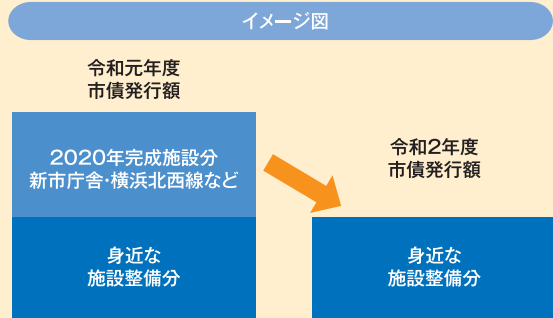 イメージ図
令和元年度
市債発行額
2020年完成施設分
新市庁舎・横浜北西線など
身近な
施設整備分
令和2年度
市債発行額
身近な
施設整備分